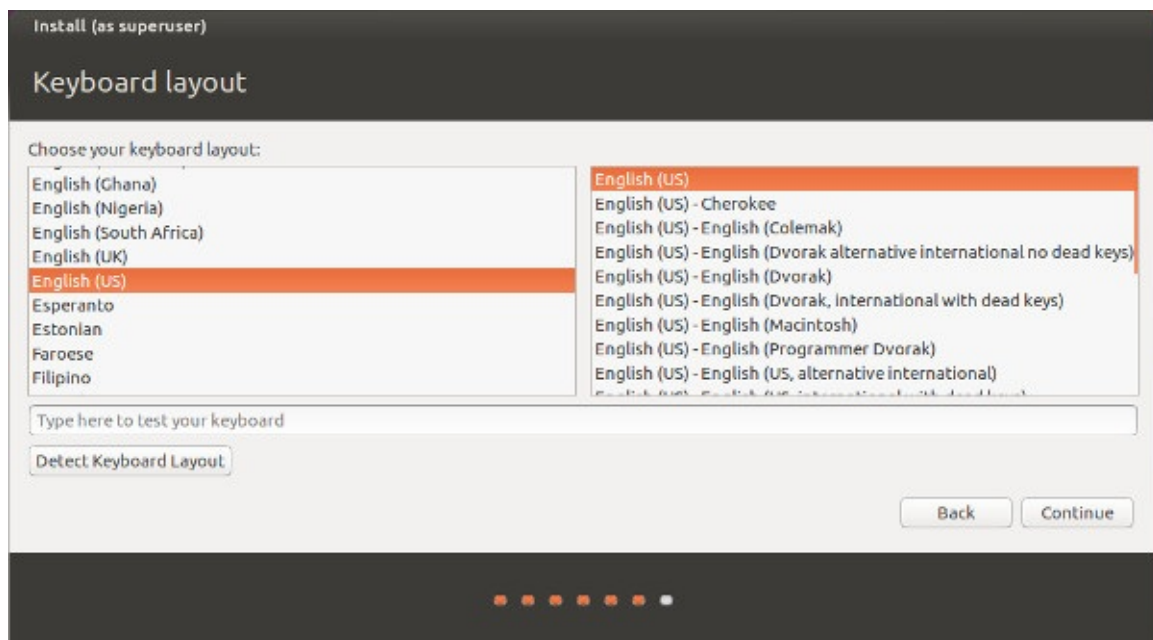 Install (as superuser)
Keyboard layout
Choose your keyboard layout:
English (Ghana)
English (Nigeria)
English (South Africa)
English (UK)
English (US)
Esperanto
Estonian
Faroese
Filipino
English (US)
English (US) - Cherokee
English (US) - English (Colemak)
English (US) - English (Dvorak alternative international no dead keys)
English (US) - English (Dvorak)
English (US) - English (Dvorak, international with dead keys)
English (US) - English (Macintosh)
English (US) - English (Programmer Dvorak)
English (US) - English (US, alternative international)
Type here to test your keyboard
Detect Keyboard Layout
Back
Continue